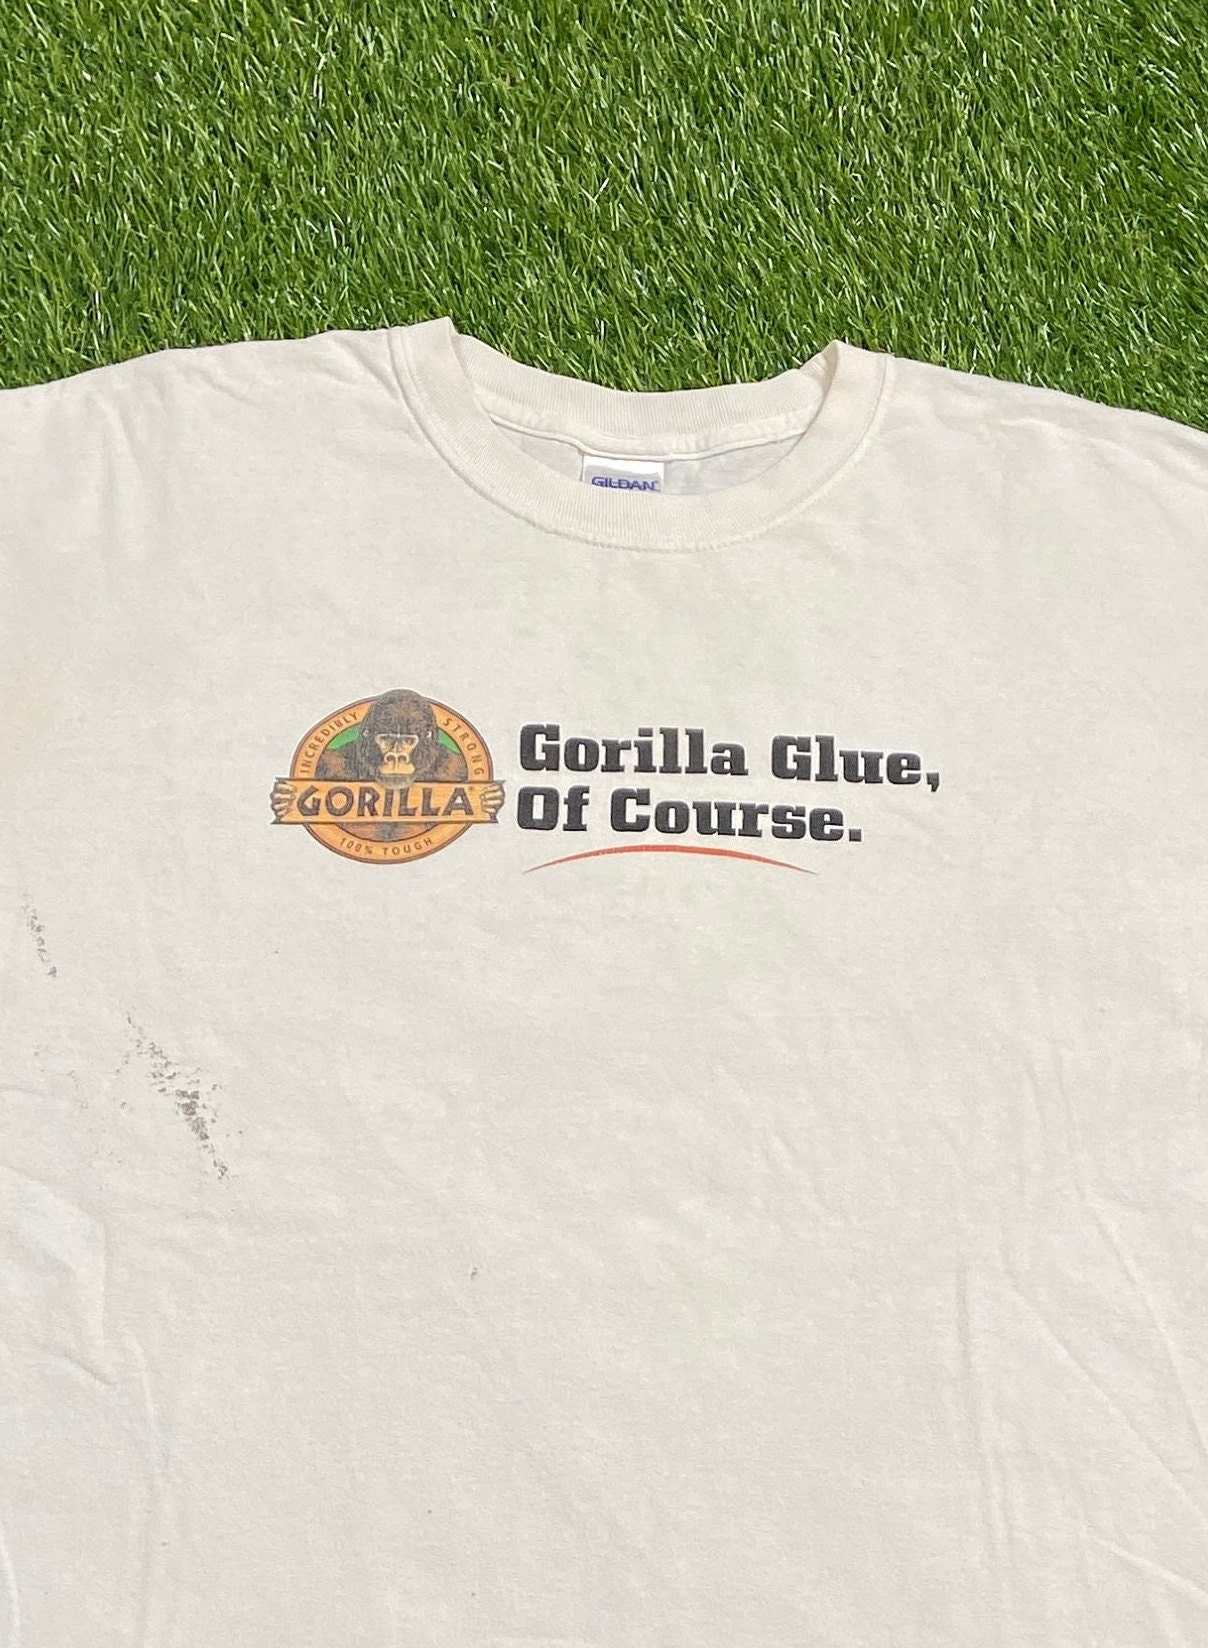 GILDAN
INCREDIBLY STRONG
GORILLA®
100% TOUGH
Gorilla Glue,
Of Course.